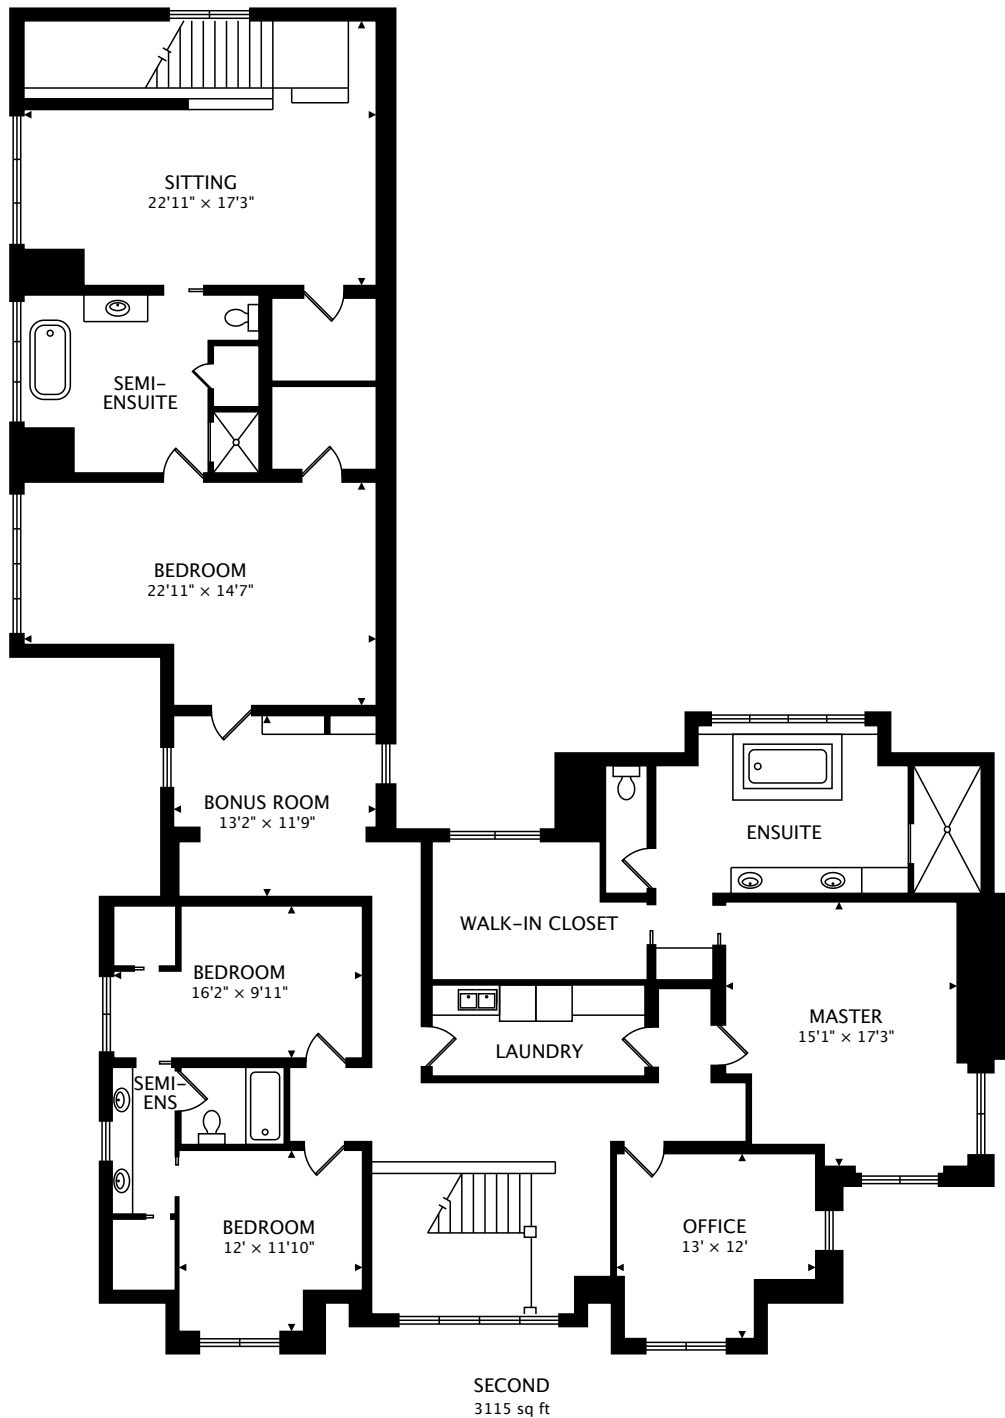 SITTING
22'11" × 17'3"
SEMI-
ENSUITE
BEDROOM
22'11" × 14'7"
BONUS ROOM
13'2" × 11'9"
ENSUITE
WALK-IN CLOSET
BEDROOM
16'2" × 9'11"
MASTER
15'1" × 17'3"
LAUNDRY
SEMI-
ENS
BEDROOM
12' × 11'10"
OFFICE
13' × 12'
SECOND
3115 sq ft